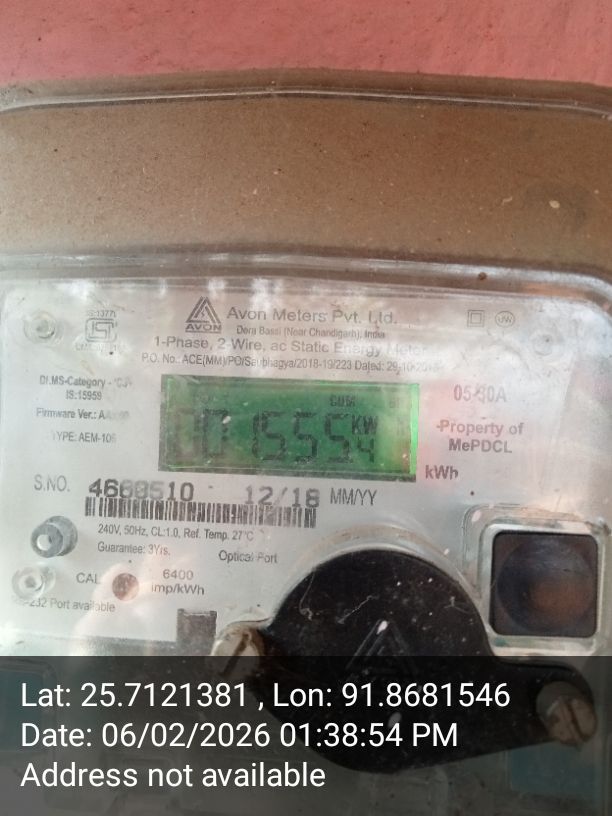 IS:13779
AVON
Avon Meters Pvt. Ltd.
Dera Bassi (Near Chandigarh), India
1-Phase, 2-Wire, ac Static Energy Meter
P.O. No.: ACE(MM)/PO/Saubhagya/2018-19/223 Dated: 29-10-2018
DLMS-Category - 'C'
IS:15959
Firmware Ver.:
TYPE: AEM-106
CUM
KW
05-30A
Property of
MePDCL
kWh
S.NO.
12/18 MM/YY
240V, 50Hz, CL:1.0, Ref. Temp. 27°C
Guarantee: 3Yrs.
Optical Port
CAL
6400
imp/kWh
232 Port available
Lat: 25.7121381 , Lon: 91.8681546
Date: 06/02/2026 01:38:54 PM
Address not available